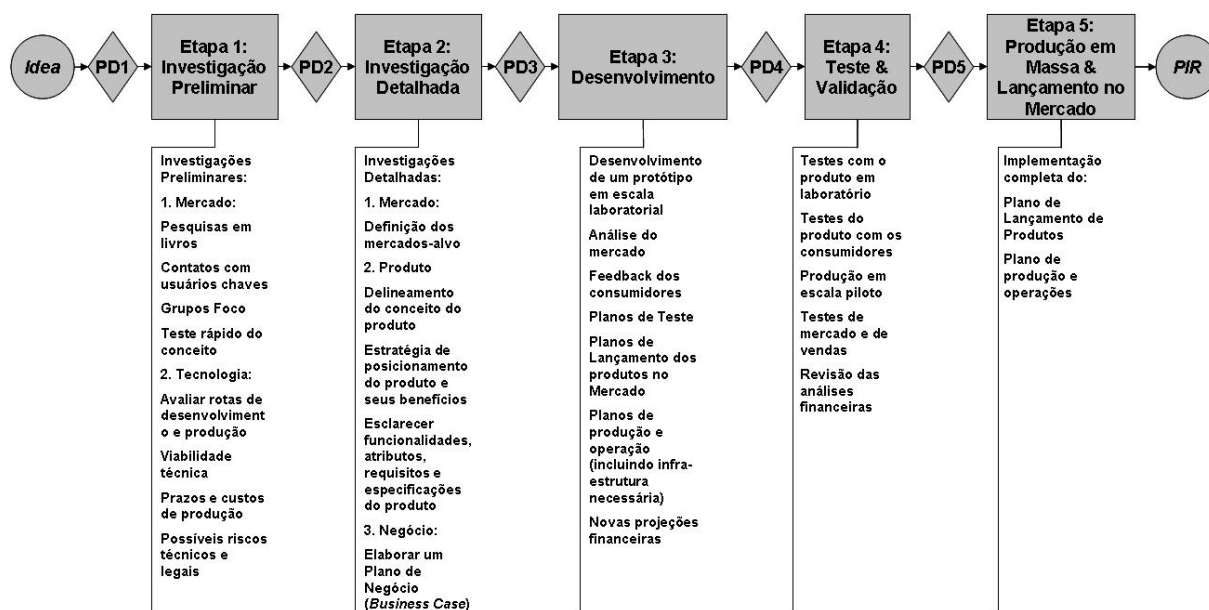 Idea
PD1
Etapa 1:
Investigação
Preliminar
PD2
Etapa 2:
Investigação
Detalhada
PD3
Etapa 3:
Desenvolvimento
PD4
Etapa 4:
Teste &
Validação
PD5
Etapa 5:
Produção em
Massa &
Lançamento no
Mercado
PIR
Investigações
Preliminares:
1. Mercado:
Pesquisas em
livros
Contatos com
usuários chaves
Grupos Foco
Teste rápido do
conceito
2. Tecnologia:
Avaliar rotas de
desenvolviment
o e produção
Viabilidade
técnica
Prazos e custos
de produção
Possíveis riscos
técnicos e
legais
Investigações
Detalhadas:
1. Mercado:
Definição dos
mercados-alvo
2. Produto
Delineamento
do conceito do
produto
Estratégia de
posicionamento
do produto e
seus benefícios
Esclarecer
funcionalidades,
atributos,
requisitos e
especificações
do produto
3. Negócio:
Elaborar um
Plano de
Negócio
(Business Case)
Desenvolvimento
de um protótipo
em escala
laboratorial
Análise do
mercado
Feedback dos
consumidores
Planos de Teste
Planos de
Lançamento dos
produtos no
Mercado
Planos de
produção e
operação
(incluindo infra-
estrutura
necessária)
Novas projeções
financeiras
Testes com o
produto em
laboratório
Testes do
produto com os
consumidores
Produção em
escala piloto
Testes de
mercado e de
vendas
Revisão das
análises
financeiras
Implementação
completa do:
Plano de
Lançamento de
Produtos
Plano de
produção e
operações